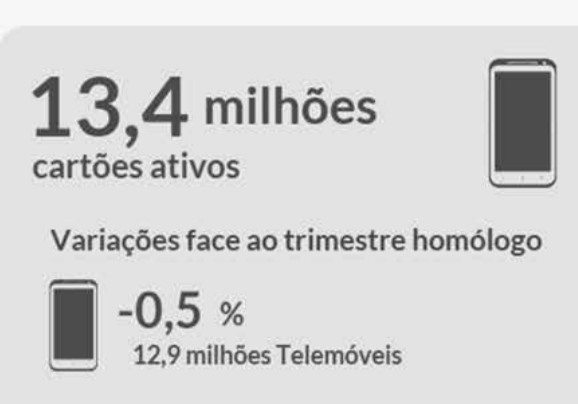 13,4 milhões
cartões ativos
Variações face ao trimestre homólogo
-0,5 %
12,9 milhões Telemóveis